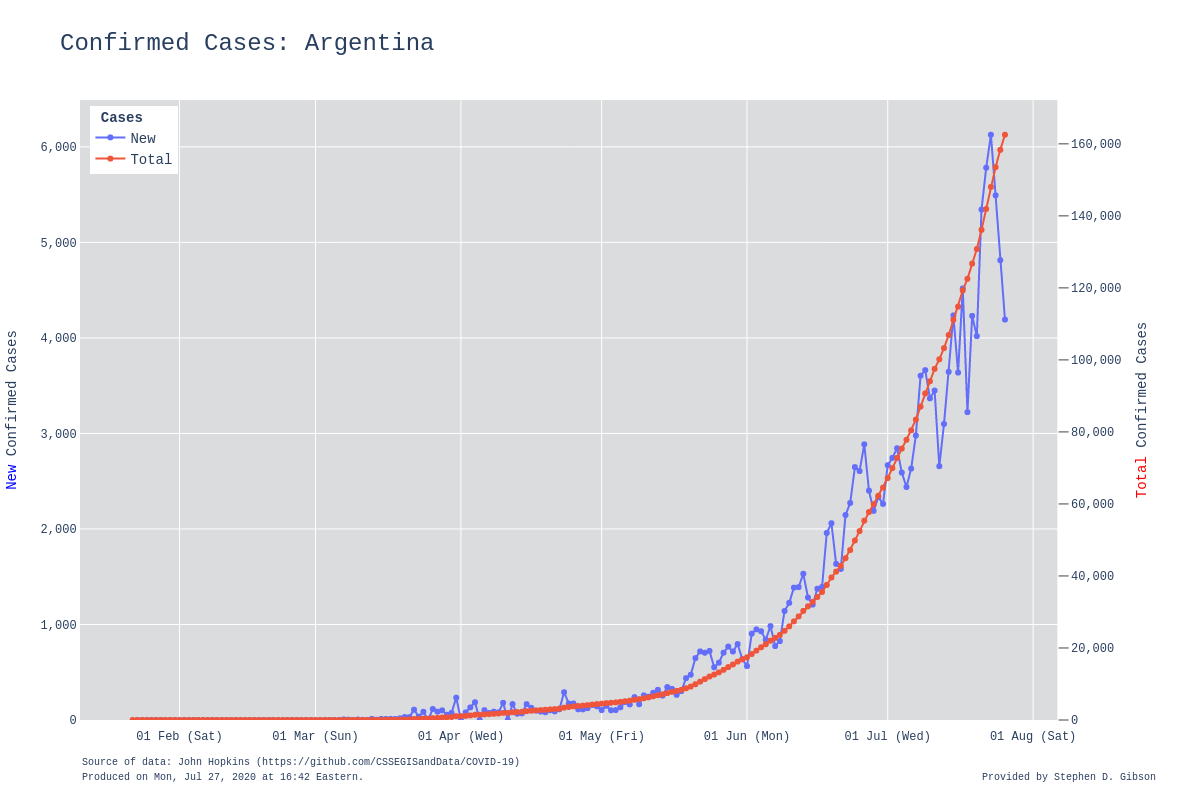 Confirmed Cases: Argentina
Cases
New
Total
6,000
5,000
4,000
3,000
2,000
1,000
0
160,000
140,000
120,000
100,000
80,000
60,000
40,000
20,000
0
New Confirmed Cases
Total Confirmed Cases
01 Feb (Sat)
01 Mar (Sun)
01 Apr (Wed)
01 May (Fri)
01 Jun (Mon)
01 Jul (Wed)
01 Aug (Sat)
Source of data: John Hopkins (https://github.com/CSSEGISandData/COVID-19)
Produced on Mon, Jul 27, 2020 at 16:42 Eastern.
Provided by Stephen D. Gibson